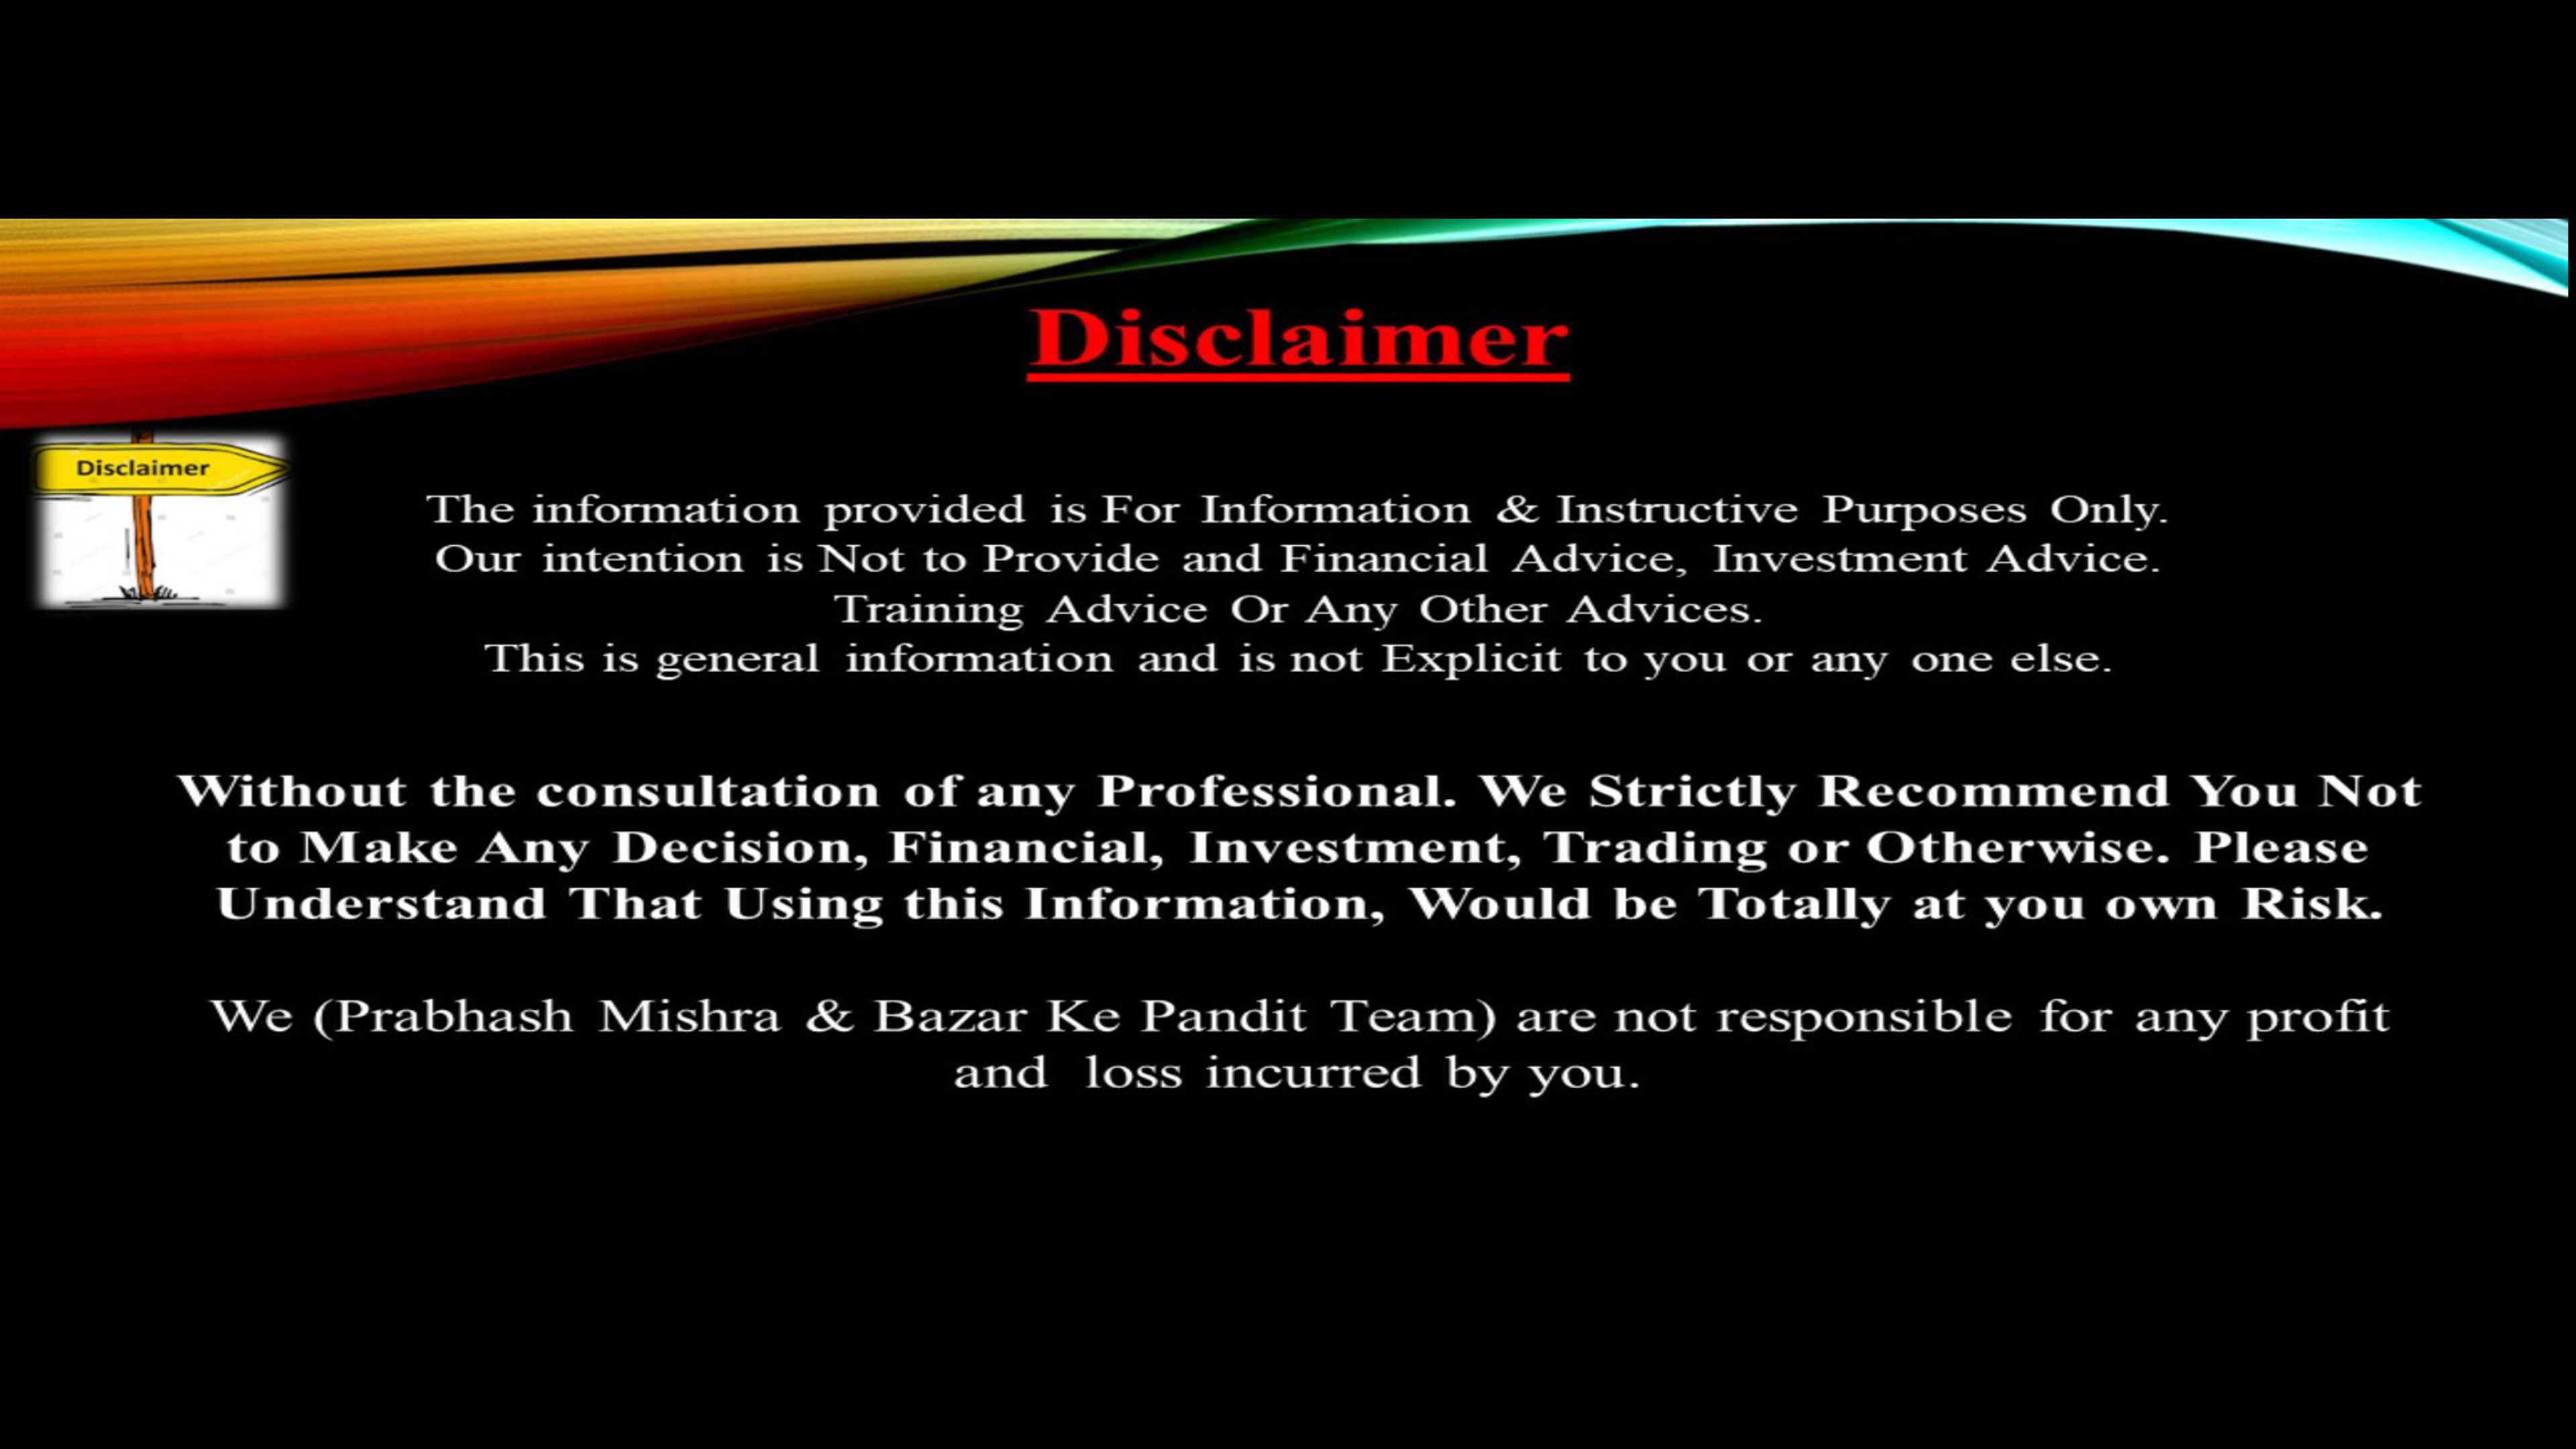 Disclaimer
Disclaimer
The information provided is For Information & Instructive Purposes Only.
Our intention is Not to Provide and Financial Advice, Investment Advice.
Training Advice Or Any Other Advices.
This is general information and is not Explicit to you or any one else.
Without the consultation of any Professional. We Strictly Recommend You Not
to Make Any Decision, Financial, Investment, Trading or Otherwise. Please
Understand That Using this Information, Would be Totally at you own Risk.
We (Prabhash Mishra & Bazar Ke Pandit Team) are not responsible for any profit
and loss incurred by you.